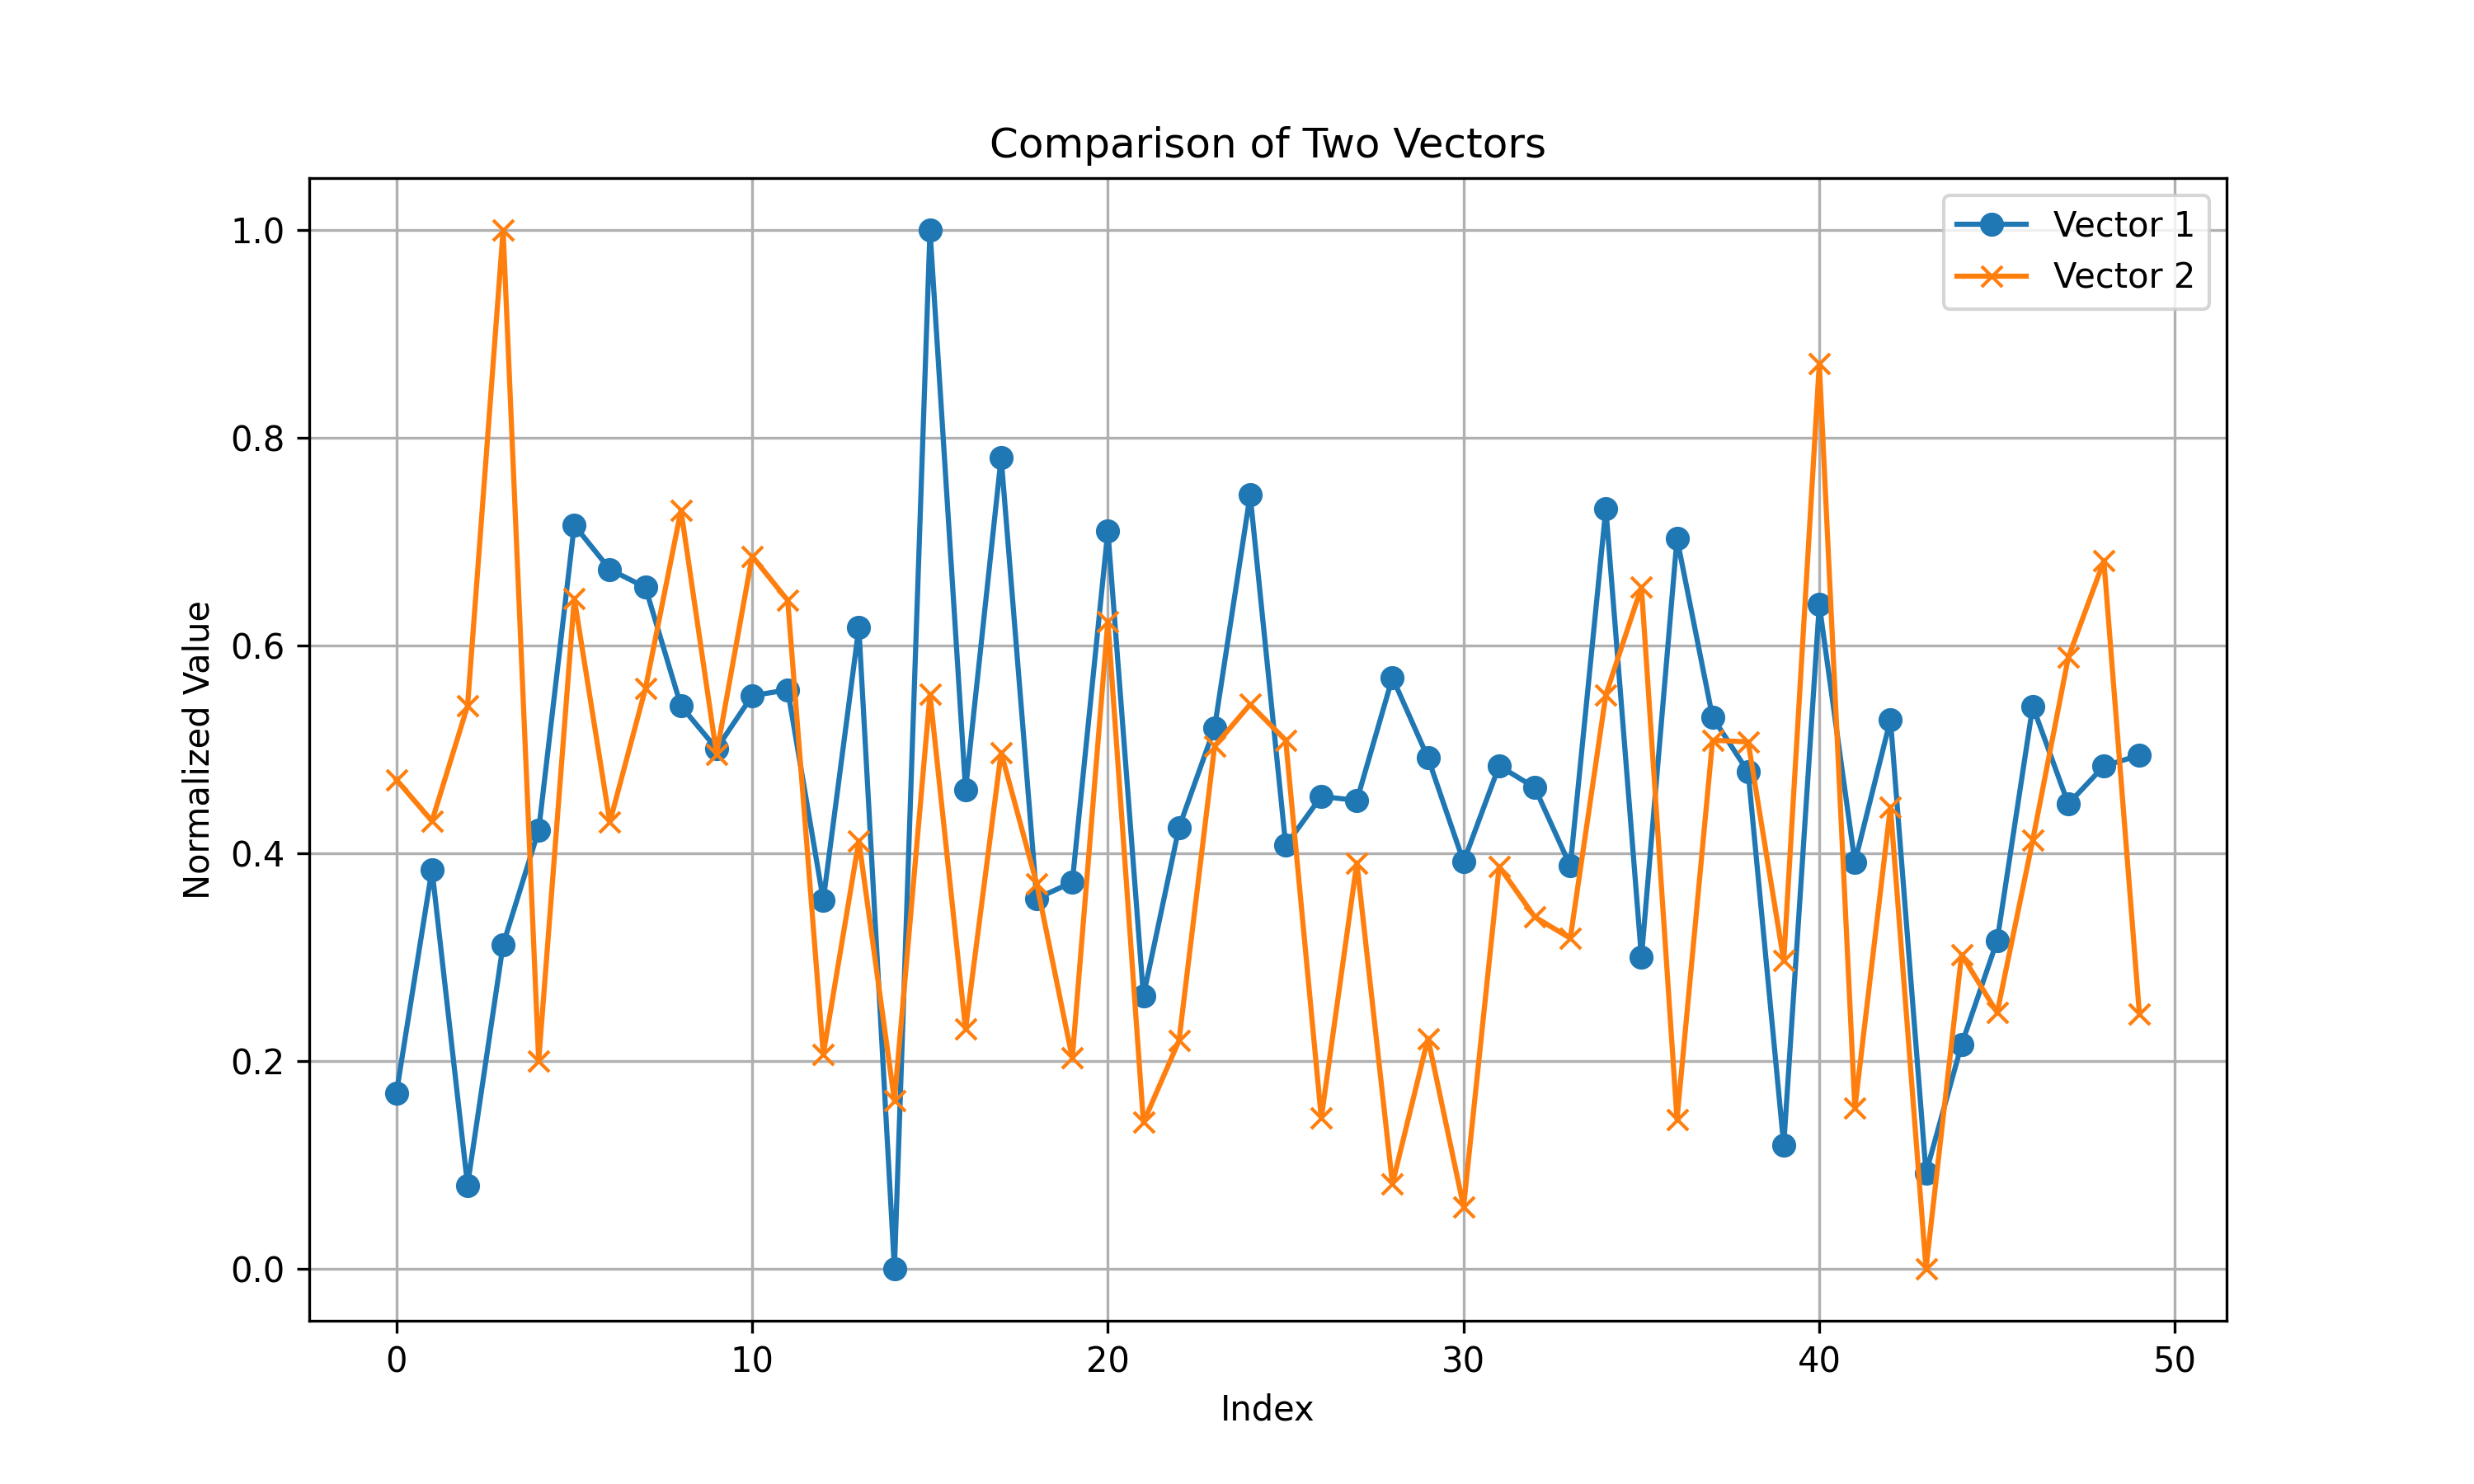 Comparison of Two Vectors
Vector 1
Vector 2
Normalized Value
1.0
0.8
0.6
0.4
0.2
0.0
0 10 20 30 40 50
Index